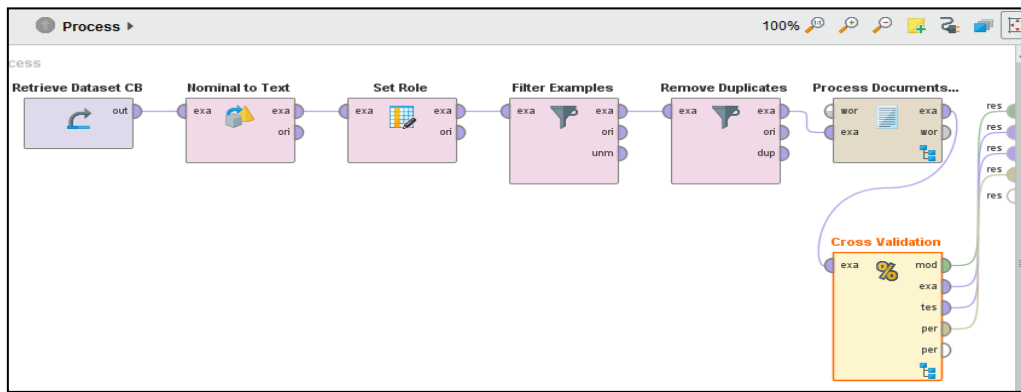 Process
100%
cess
Retrieve Dataset CB
out
Nominal to Text
exa exa
ori
Set Role
exa exa
ori
Filter Examples
exa exa
ori
unm
Remove Duplicates
exa exa
ori
dup
Process Documents...
wor exa
exa wor
res
res
res
res
res
Cross Validation
exa % mod
exa
tes
per
per